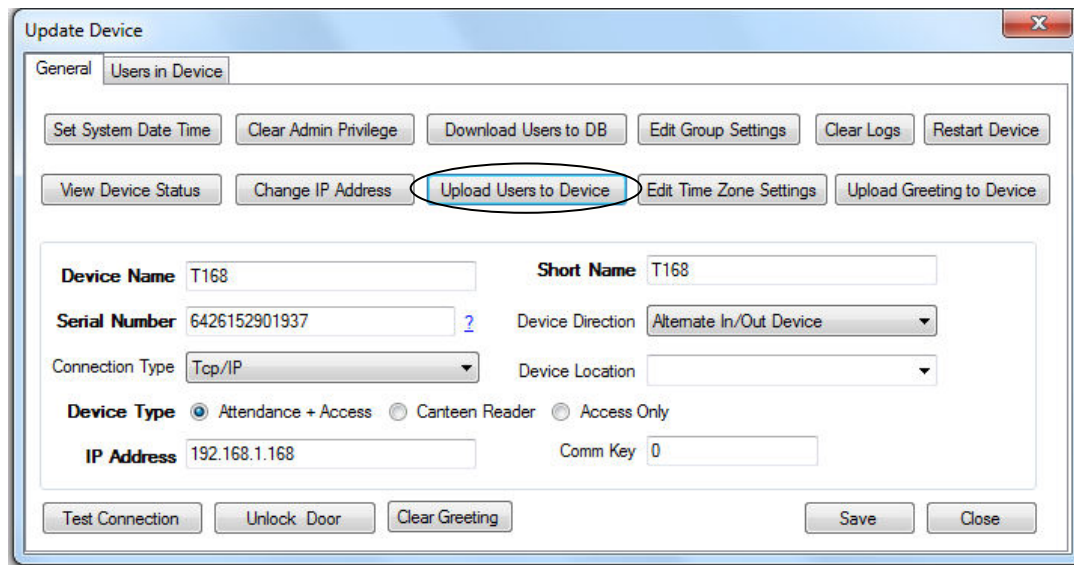 Update Device
X
General Users in Device
Set System Date Time Clear Admin Privilege Download Users to DB Edit Group Settings Clear Logs Restart Device
View Device Status Change IP Address Upload Users to Device Edit Time Zone Settings Upload Greeting to Device
Device Name T168 Short Name T168
Serial Number 6426152901937 ? Device Direction Alternate In/Out Device
Connection Type Tcp/IP Device Location
Device Type Attendance + Access Canteen Reader Access Only
IP Address 192.168.1.168 Comm Key 0
Test Connection Unlock Door Clear Greeting Save Close